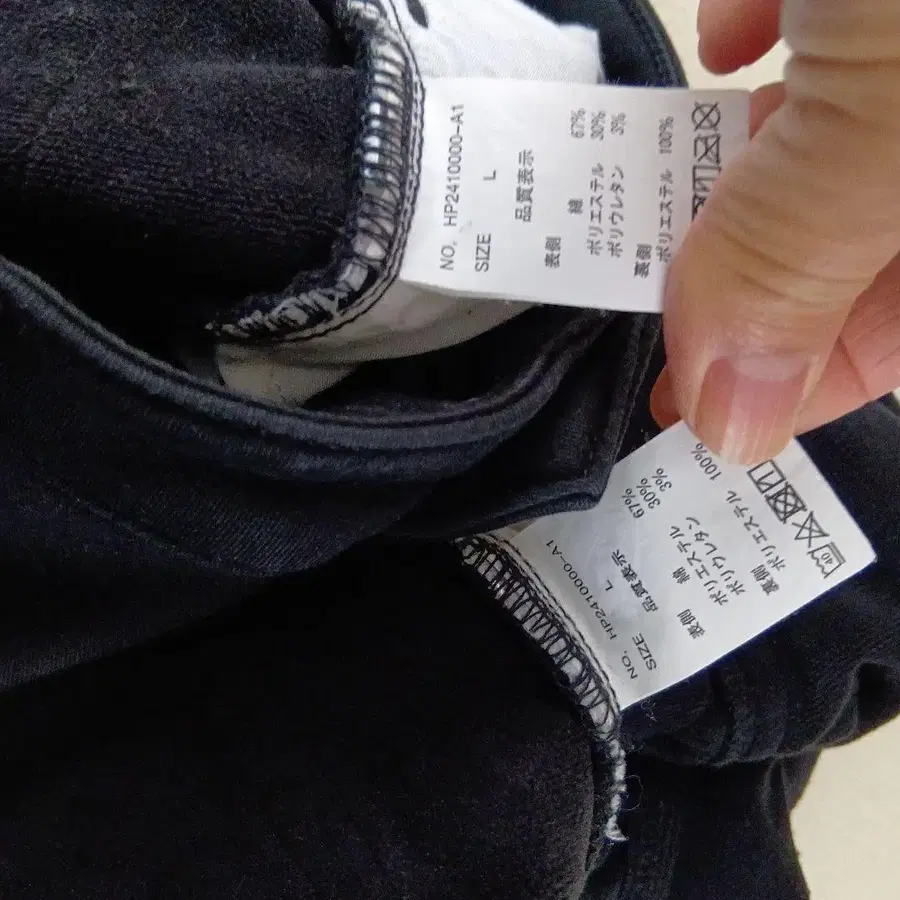 NO, HP2410000-A1
SIZE L
品質表示
表側 綿 67%
ポリエステル 30%
ポリウレタン 3%
裏側
ポリエステル 100%
NO, HP2410000-A1
SIZE L
品質表示
表側 綿 67%
ポリエステル 30%
ポリウレタン 3%
裏側
ポリエステル 100%
40